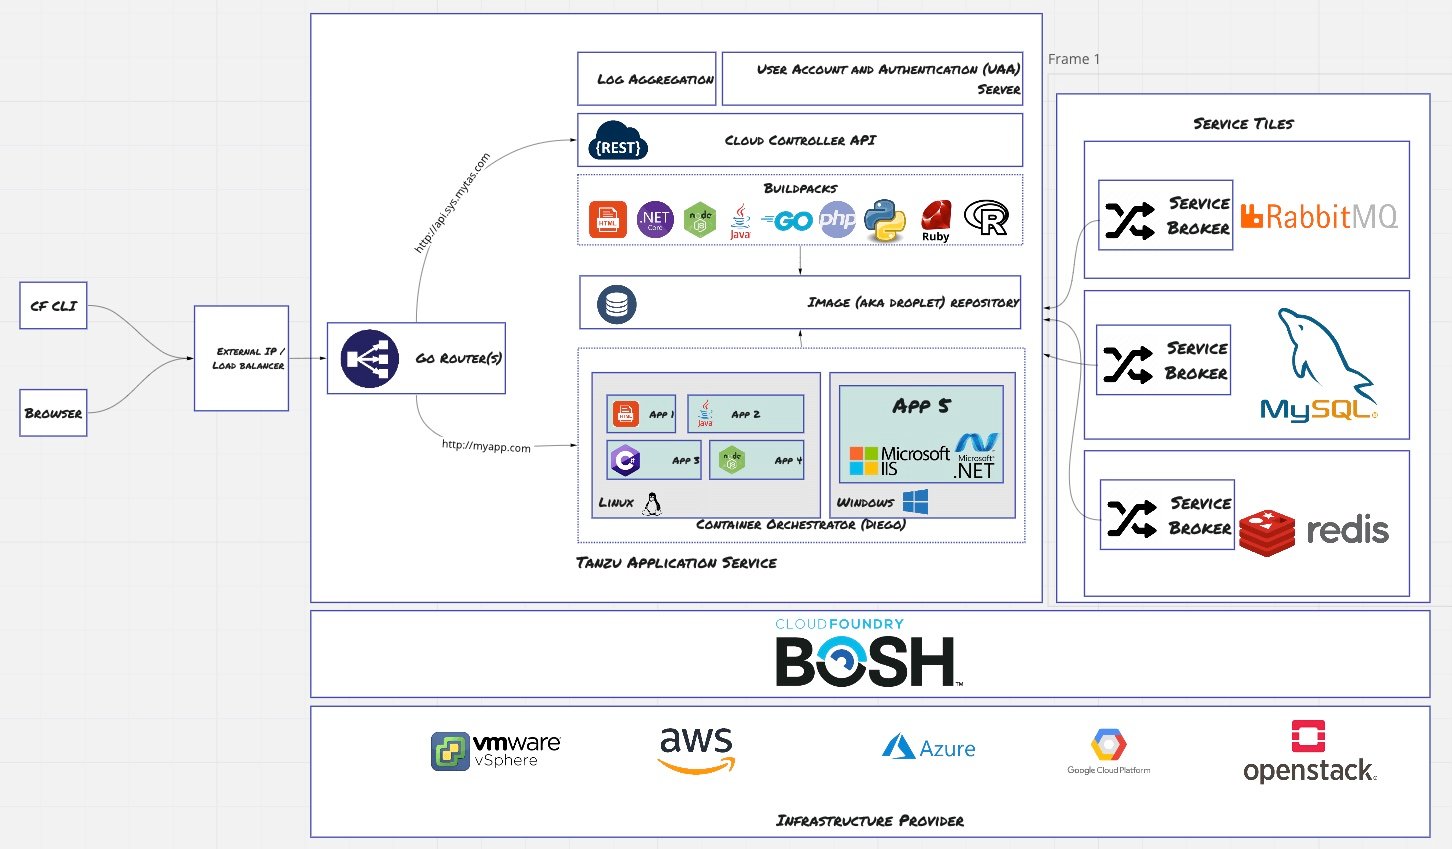 Frame 1
Log Aggregation
User Account and Authentication (UAA)
Server
Service Tiles
{REST}
Cloud Controller API
http://api.sys.mytas.com
Buildpacks
HTML
.NET
Core
node
JS
Java
GO
php
Ruby
R
Service
Broker
RabbitMQ
CF CLI
Browser
External IP /
Load balancer
Go Router(s)
Image (aka droplet) repository
Service
Broker
MySQL
http://myapp.com
HTML
App 1
Java
App 2
C#
App 3
node
JS
App 4
Linux
App 5
Microsoft
IIS
Microsoft
.NET
Windows
Container Orchestrator (Diego)
Tanzu Application Service
Service
Broker
redis
CLOUDFOUNDRY
BOSH™
vmware
vSphere
aws
Azure
Google Cloud Platform
openstack.
Infrastructure Provider